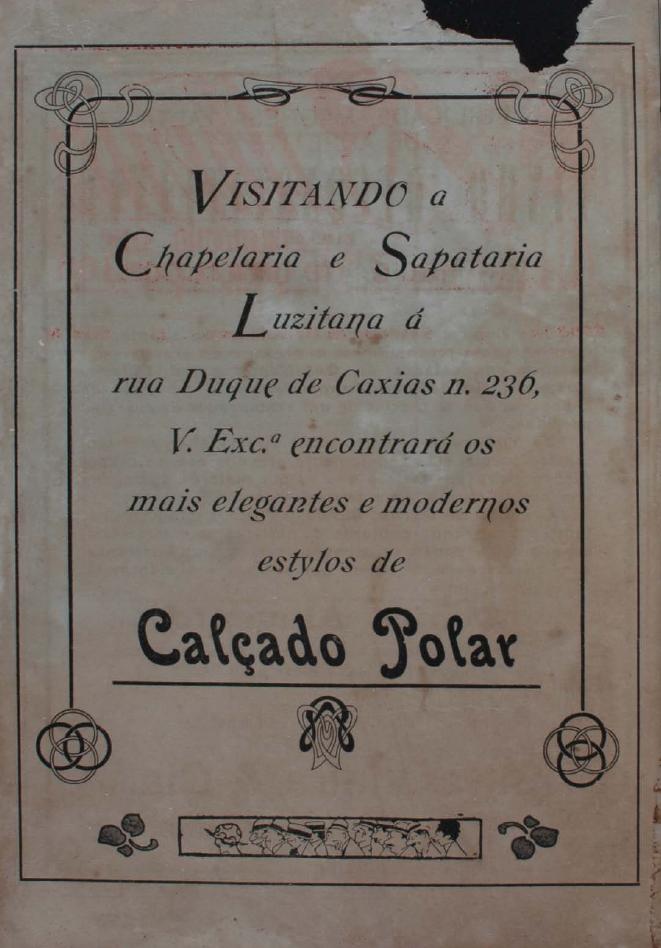 VISITANDO a
Chapelaria e Sapataria
Luzitana á
rua Duque de Caxias n. 236,
V. Exc.ª encontrará os
mais elegantes e modernos
estylos de
Calçado Polar